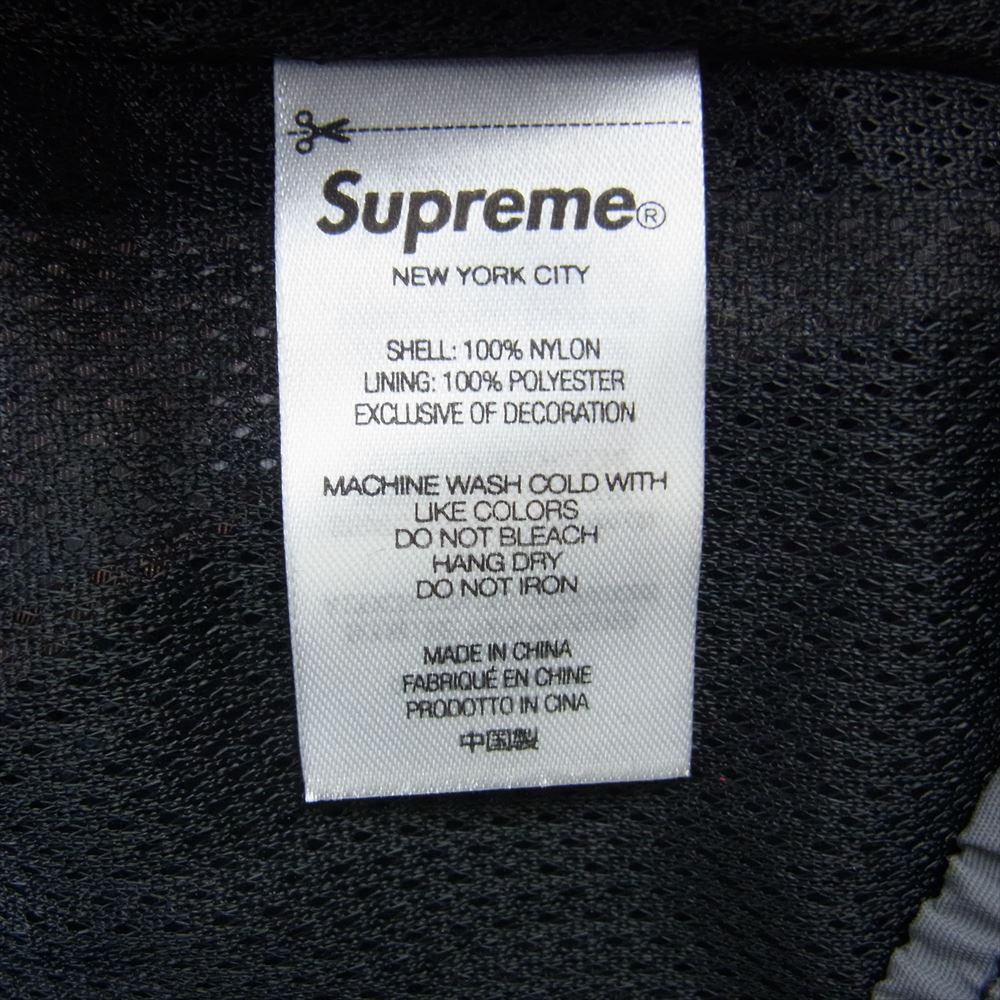 Supreme®
NEW YORK CITY
SHELL: 100% NYLON
LINING: 100% POLYESTER
EXCLUSIVE OF DECORATION
MACHINE WASH COLD WITH
LIKE COLORS
DO NOT BLEACH
HANG DRY
DO NOT IRON
MADE IN CHINA
FABRIQUÉ EN CHINE
PRODOTTO IN CINA
中国製